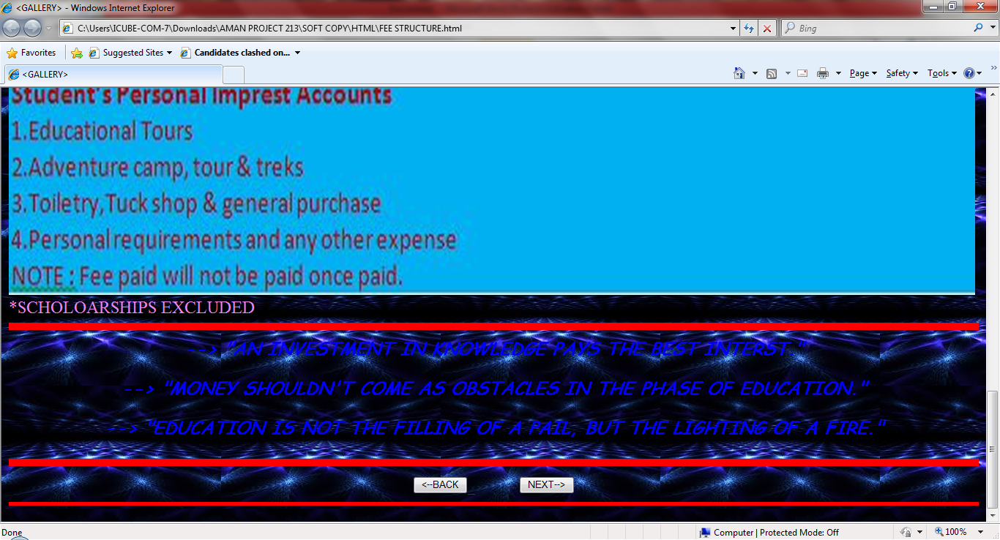 <GALLERY> - Windows Internet Explorer
C:\Users\ICUBE-COM-7\Downloads\AMAN PROJECT 213\SOFT COPY\HTML\FEE STRUCTURE.html
Bing
Favorites
Suggested Sites
Candidates clashed on...
<GALLERY>
Page
Safety
Tools
Student's Personal Imprest Accounts
1.Educational Tours
2.Adventure camp, tour & treks
3.Toiletry,Tuck shop & general purchase
4.Personal requirements and any other expense
NOTE : Fee paid will not be paid once paid.
*SCHOLOARSHIPS EXCLUDED
--> "AN INVESTMENT IN KNOWLEDGE PAYS THE BEST INTERST."
--> "MONEY SHOULDN'T COME AS OBSTACLES IN THE PHASE OF EDUCATION."
--> "EDUCATION IS NOT THE FILLING OF A PAIL, BUT THE LIGHTING OF A FIRE."
<--BACK
NEXT-->
Done
Computer | Protected Mode: Off
100%